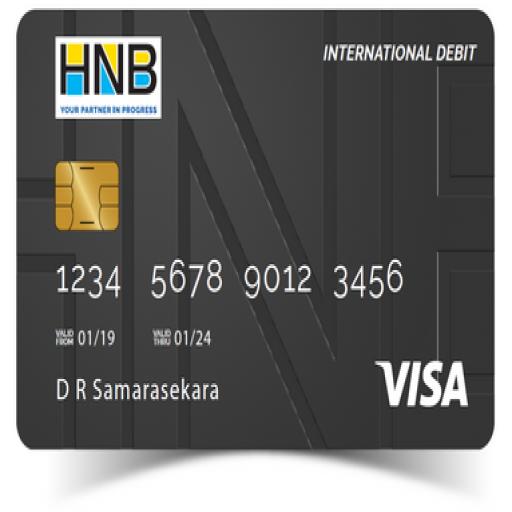 HNB
YOUR PARTNER IN PROGRESS
INTERNATIONAL DEBIT
1234 5678 9012 3456
VALID FROM 01/19 VALID THRU 01/24
D R Samarasekara
VISA